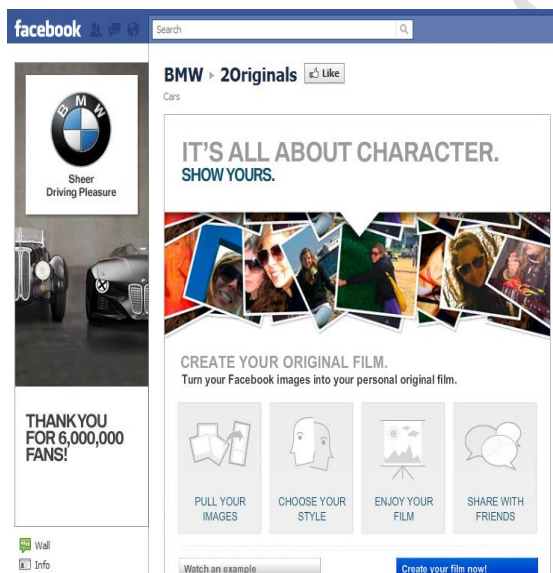 facebook
Search
BMW
Sheer
Driving Pleasure
THANK YOU
FOR 6,000,000
FANS!
Wall
Info
BMW ▸ 2Originals Like
Cars
IT'S ALL ABOUT CHARACTER.
SHOW YOURS.
CREATE YOUR ORIGINAL FILM.
Turn your Facebook images into your personal original film.
PULL YOUR
IMAGES
CHOOSE YOUR
STYLE
ENJOY YOUR
FILM
SHARE WITH
FRIENDS
Watch an example
Create your film now!